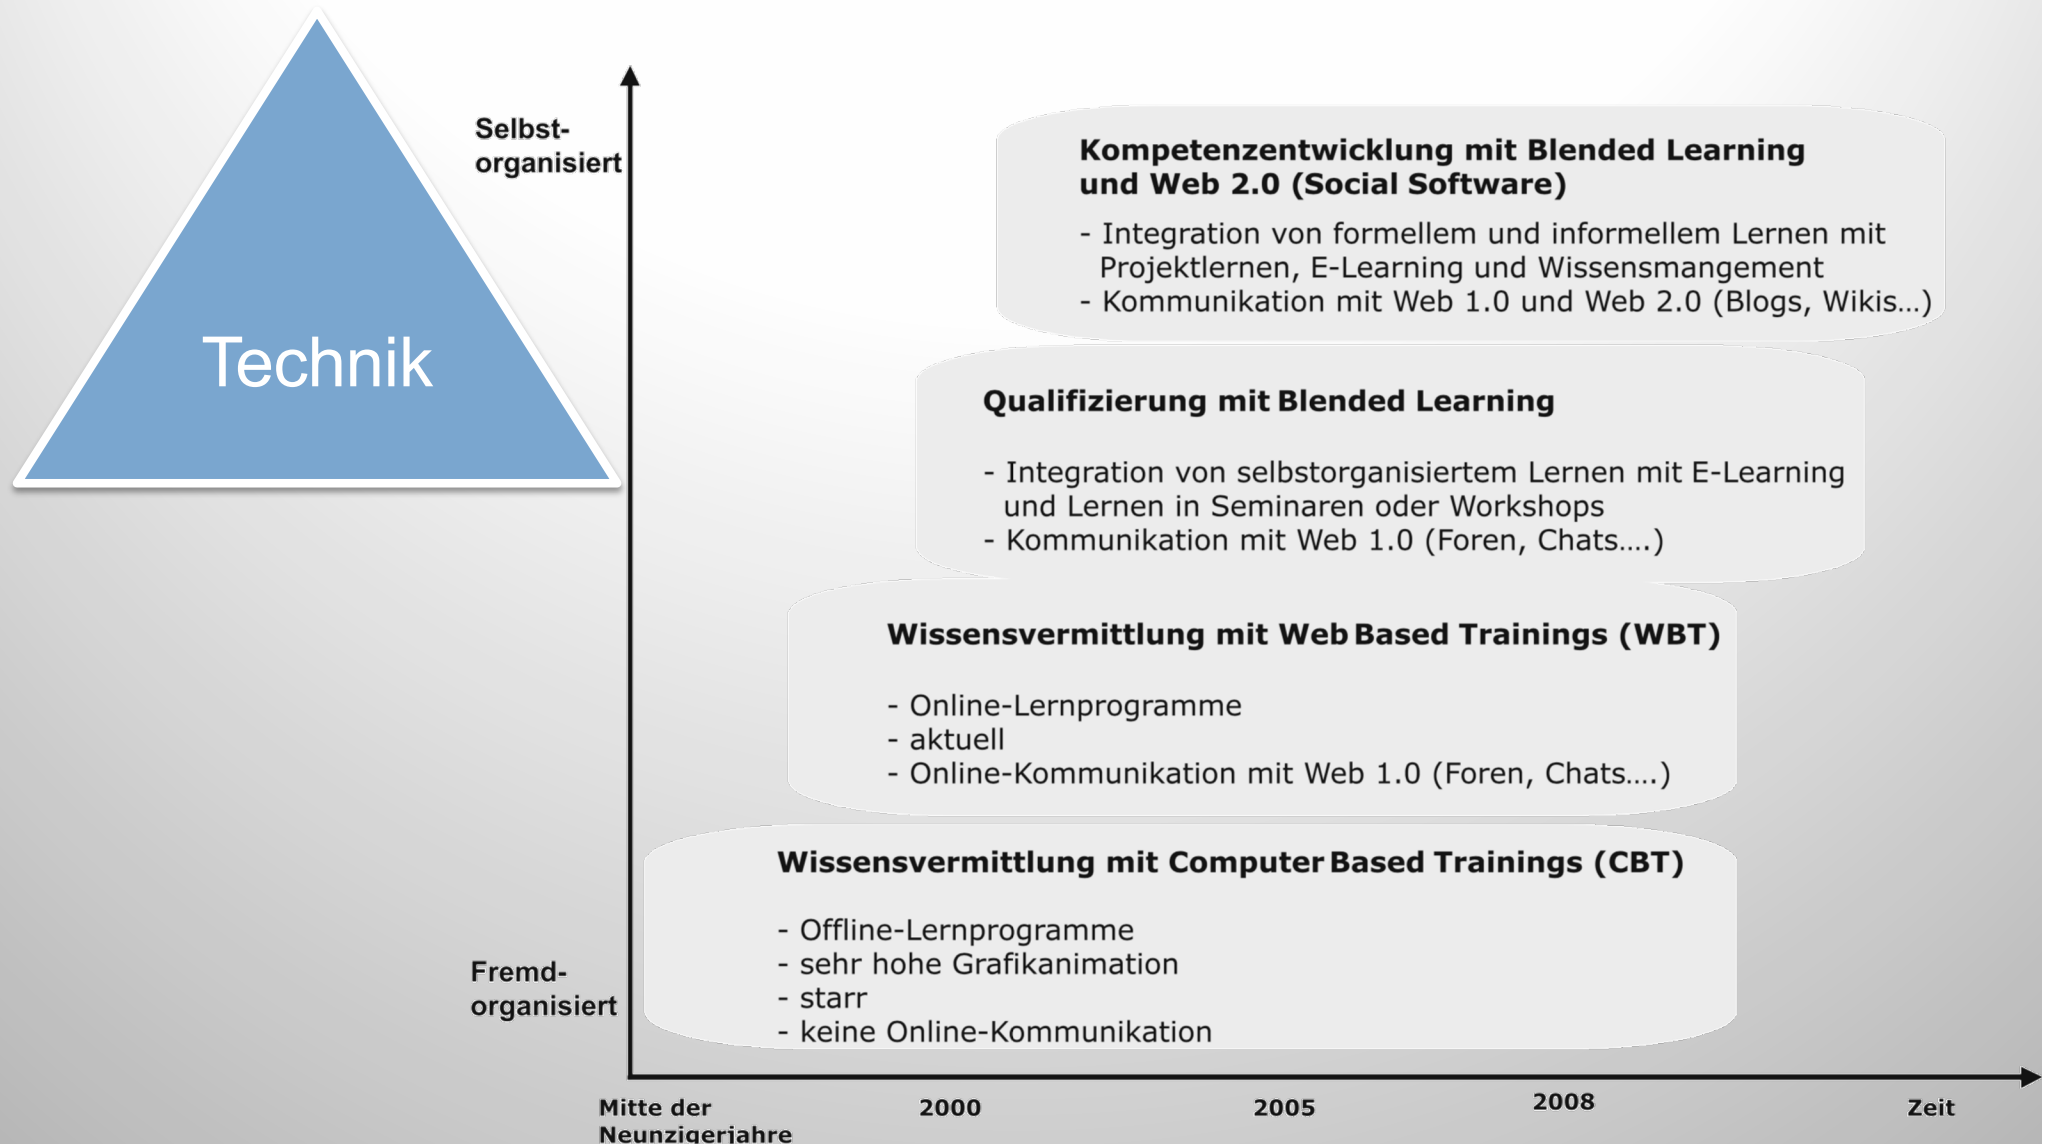 Technik
Selbst-
organisiert
Kompetenzentwicklung mit Blended Learning
und Web 2.0 (Social Software)
- Integration von formellem und informellem Lernen mit
Projektlernen, E-Learning und Wissensmangement
- Kommunikation mit Web 1.0 und Web 2.0 (Blogs, Wikis...)
Qualifizierung mit Blended Learning
- Integration von selbstorganisiertem Lernen mit E-Learning
und Lernen in Seminaren oder Workshops
- Kommunikation mit Web 1.0 (Foren, Chats....)
Wissensvermittlung mit Web Based Trainings (WBT)
- Online-Lernprogramme
- aktuell
- Online-Kommunikation mit Web 1.0 (Foren, Chats....)
Wissensvermittlung mit Computer Based Trainings (CBT)
- Offline-Lernprogramme
- sehr hohe Grafikanimation
- starr
- keine Online-Kommunikation
Fremd-
organisiert
Mitte der
Neunzigerjahre
2000
2005
2008
Zeit